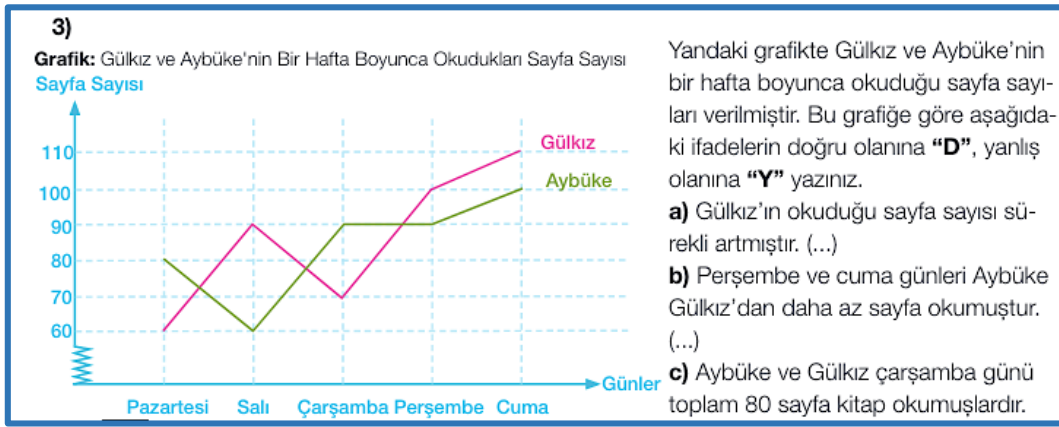 3)
Grafik: Gülkız ve Aybüke'nin Bir Hafta Boyunca Okudukları Sayfa Sayısı
Sayfa Sayısı
110
100
90
80
70
60
Gülkız
Aybüke
Günler
Pazartesi Salı Çarşamba Perşembe Cuma
Yandaki grafikte Gülkız ve Aybüke'nin
bir hafta boyunca okuduğu sayfa sayı-
ları verilmiştir. Bu grafiğe göre aşağıda-
ki ifadelerin doğru olanına “D”, yanlış
olanına “Y” yazınız.
a) Gülkız'ın okuduğu sayfa sayısı sü-
rekli artmıştır. (...)
b) Perşembe ve cuma günleri Aybüke
Gülkız'dan daha az sayfa okumuştur.
(...)
c) Aybüke ve Gülkız çarşamba günü
toplam 80 sayfa kitap okumuşlardır.